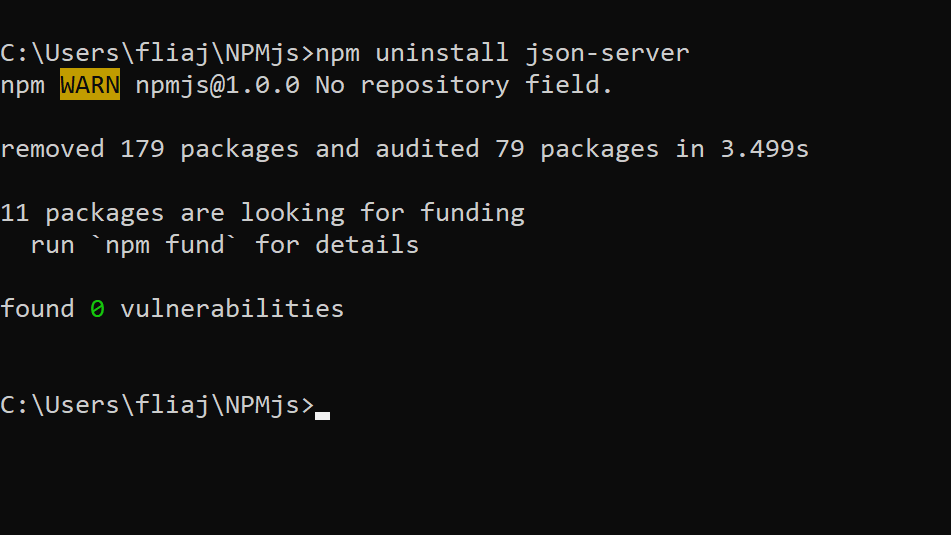 C:\Users\fliaj\NPMjs>npm uninstall json-server
npm WARN npmjs@1.0.0 No repository field.
removed 179 packages and audited 79 packages in 3.499s
11 packages are looking for funding
  run `npm fund` for details
found 0 vulnerabilities
C:\Users\fliaj\NPMjs>